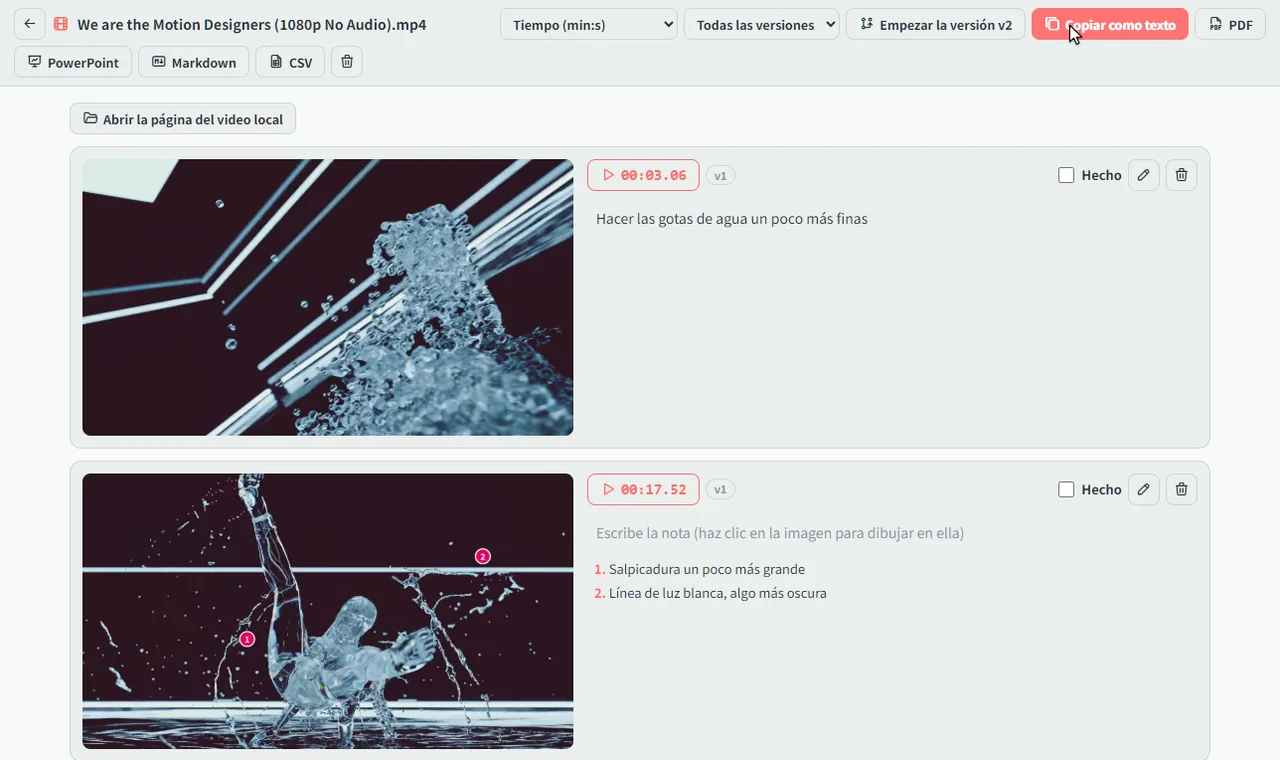 We are the Motion Designers (1080p No Audio).mp4
Tiempo (min:s)
Todas las versiones
Empezar la versión v2
Copiar como texto
PDF
PowerPoint
Markdown
CSV
Abrir la página del video local
00:03.06
v1
Hecho
Hacer las gotas de agua un poco más finas
00:17.52
v1
Hecho
Escribe la nota (haz clic en la imagen para dibujar en ella)
1. Salpicadura un poco más grande
2. Línea de luz blanca, algo más oscura
2
1